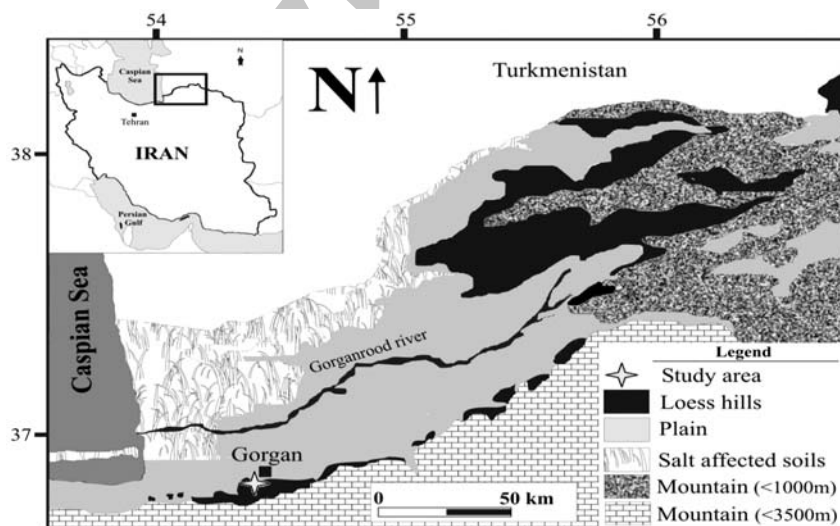 54
55
56
Caspian
Sea
N
Tehran
IRAN
Persian
Gulf
N
Turkmenistan
38
Caspian Sea
Gorganrood river
37
Gorgan
0
50 km
Legend
Study area
Loess hills
Plain
Salt affected soils
Mountain (<1000m)
Mountain (<3500m)